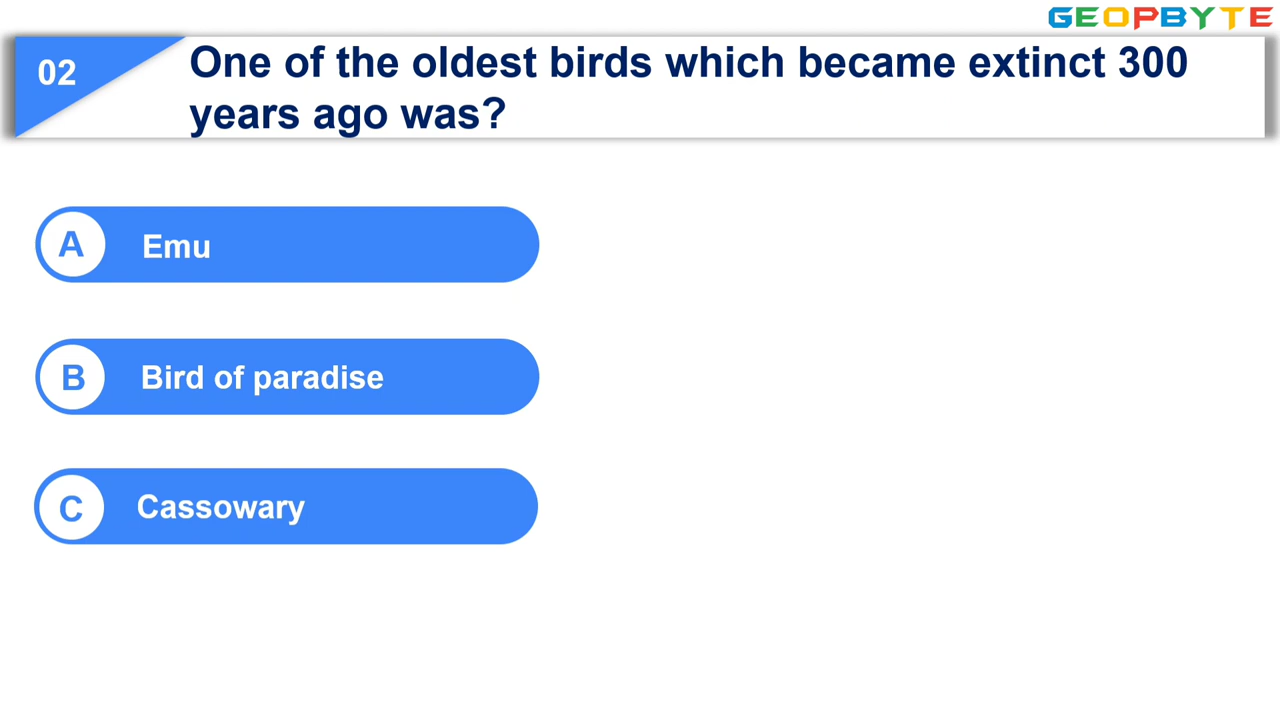 GEOPBYTE
02
One of the oldest birds which became extinct 300
years ago was?
A
Emu
B
Bird of paradise
C
Cassowary